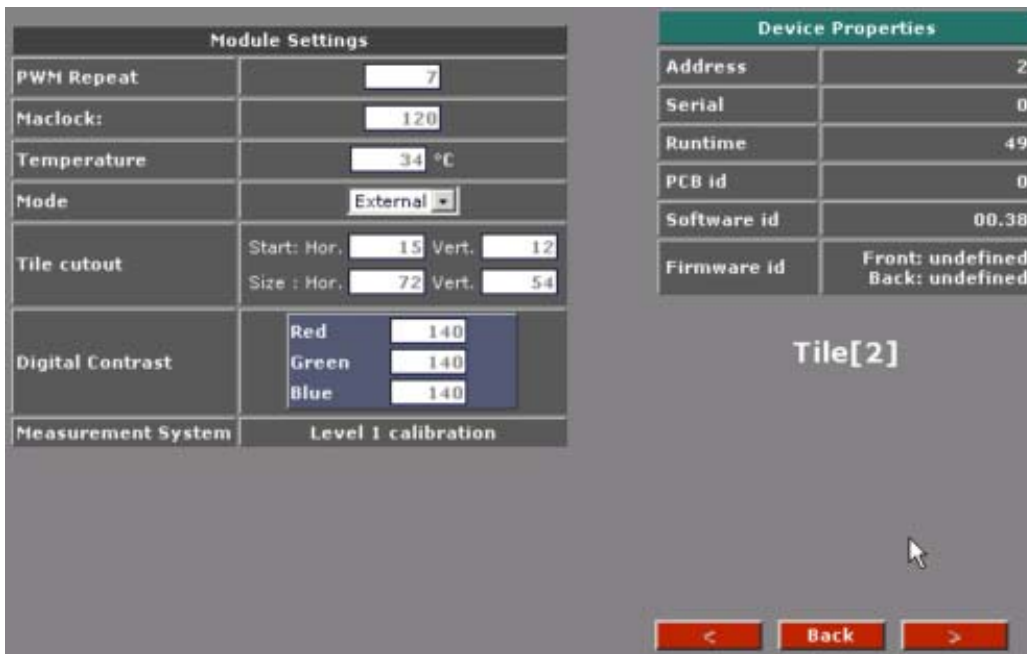 Module Settings
PWM Repeat 7
Maclock: 120
Temperature 34 °C
Mode External
Tile cutout
Start: Hor. 15 Vert. 12
Size : Hor. 72 Vert. 54
Digital Contrast
Red 140
Green 140
Blue 140
Measurement System Level 1 calibration
Device Properties
Address 2
Serial 0
Runtime 49
PCB id 0
Software id 00.38
Firmware id
Front: undefined
Back: undefined
Tile[2]
< Back >